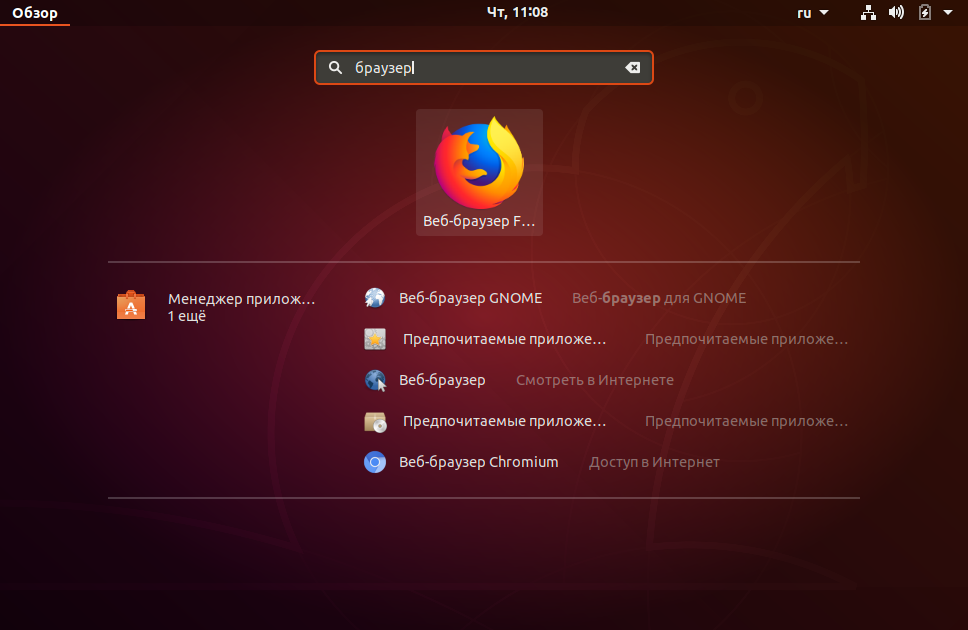 Обзор
Чт, 11:08
ru
браузер
Веб-браузер F…
Менеджер прилож…
1 ещё
Веб-браузер GNOME Веб-браузер для GNOME
Предпочитаемые приложе… Предпочитаемые приложе…
Веб-браузер Смотреть в Интернете
Предпочитаемые приложе… Предпочитаемые приложе…
Веб-браузер Chromium Доступ в Интернет